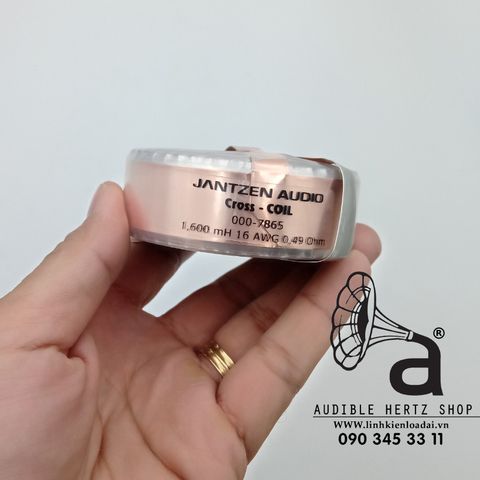 JANTZEN AUDIO
Cross - COIL
000-7865
1,600 mH 16 AWG 0,49 Ohm
a®
AUDIBLE HERTZ SHOP
www.linhkienloadai.vn
090 345 33 11